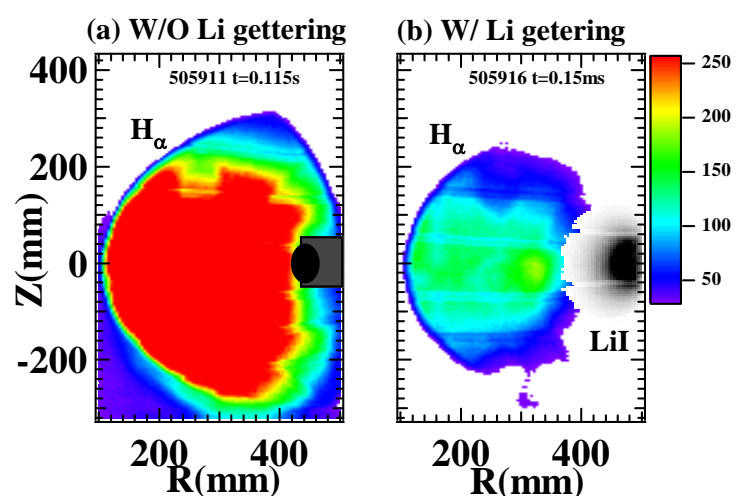 (a) W/O Li gettering
(b) W/ Li getering
505911 t=0.115s
505916 t=0.15ms
Hα
Hα
LiI
Z(mm)
400
200
0
-200
200 400
R(mm)
200 400
R(mm)
250
200
150
100
50